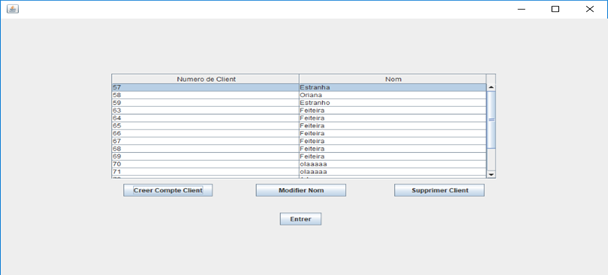 Numero de Client Nom
57 Estranha
58 Oriana
59 Estranho
63 Feiteira
64 Feiteira
65 Feiteira
66 Feiteira
67 Feiteira
68 Feiteira
69 Feiteira
70 olaaaaa
71 olaaaaa
Creer Compte Client Modifier Nom Supprimer Client
Entrer